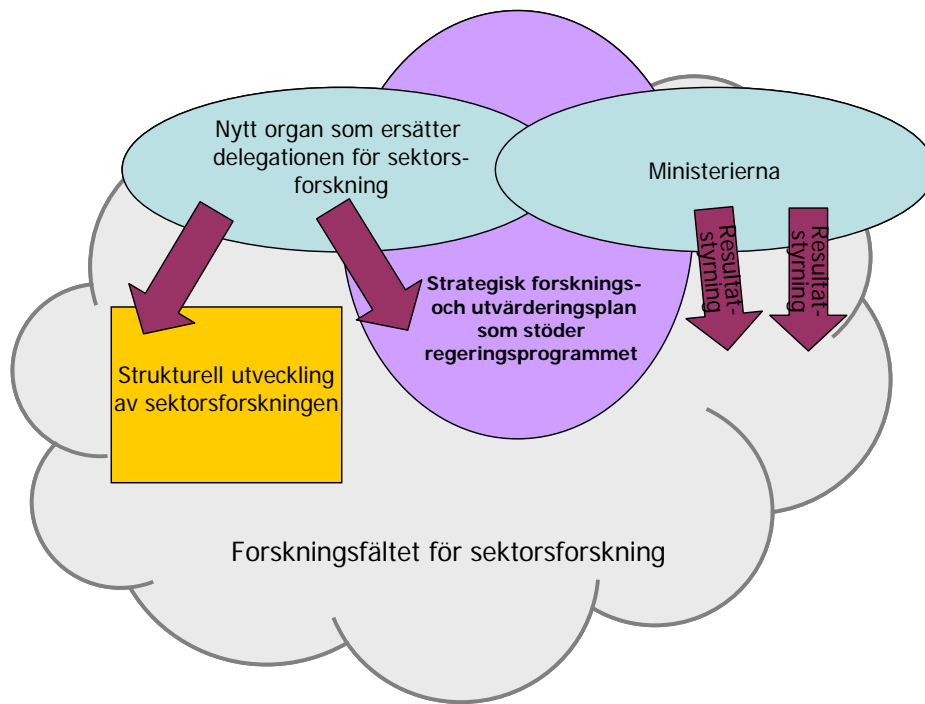 Nytt organ som ersätter
delegationen för sektors-
forskning
Ministerierna
Resultat-
styrning
Resultat-
styrning
Strategisk forsknings-
och utvärderingsplan
som stöder
regeringsprogrammet
Strukturell utveckling
av sektorsforskningen
Forskningsfältet för sektorsforskning